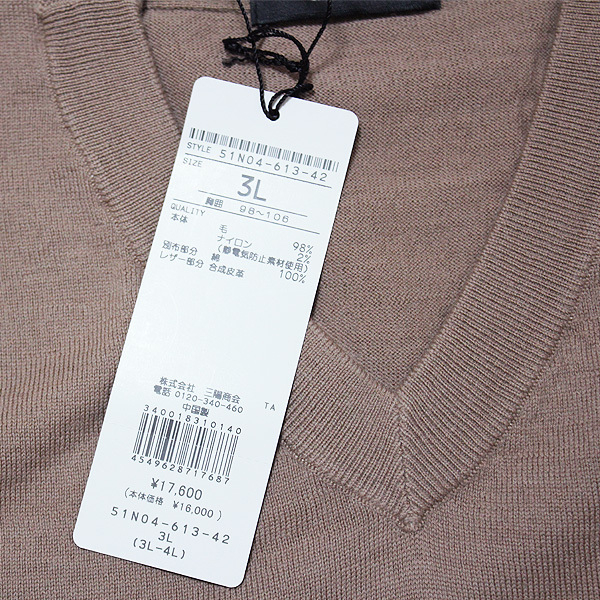 STYLE 51N04-613-42
SIZE
3L
胸囲 98～106
QUALITY
本体 毛 98%
ナイロン 2%
(静電気防止素材使用)
別布部分 綿 100%
レザー部分 合成皮革
株式会社 三陽商会
電話 0120-340-460 TA
中国製
340018310140
4549628717687
¥17,600
(本体価格 ¥16,000)
51N04-613-42
3L
(3L-4L)